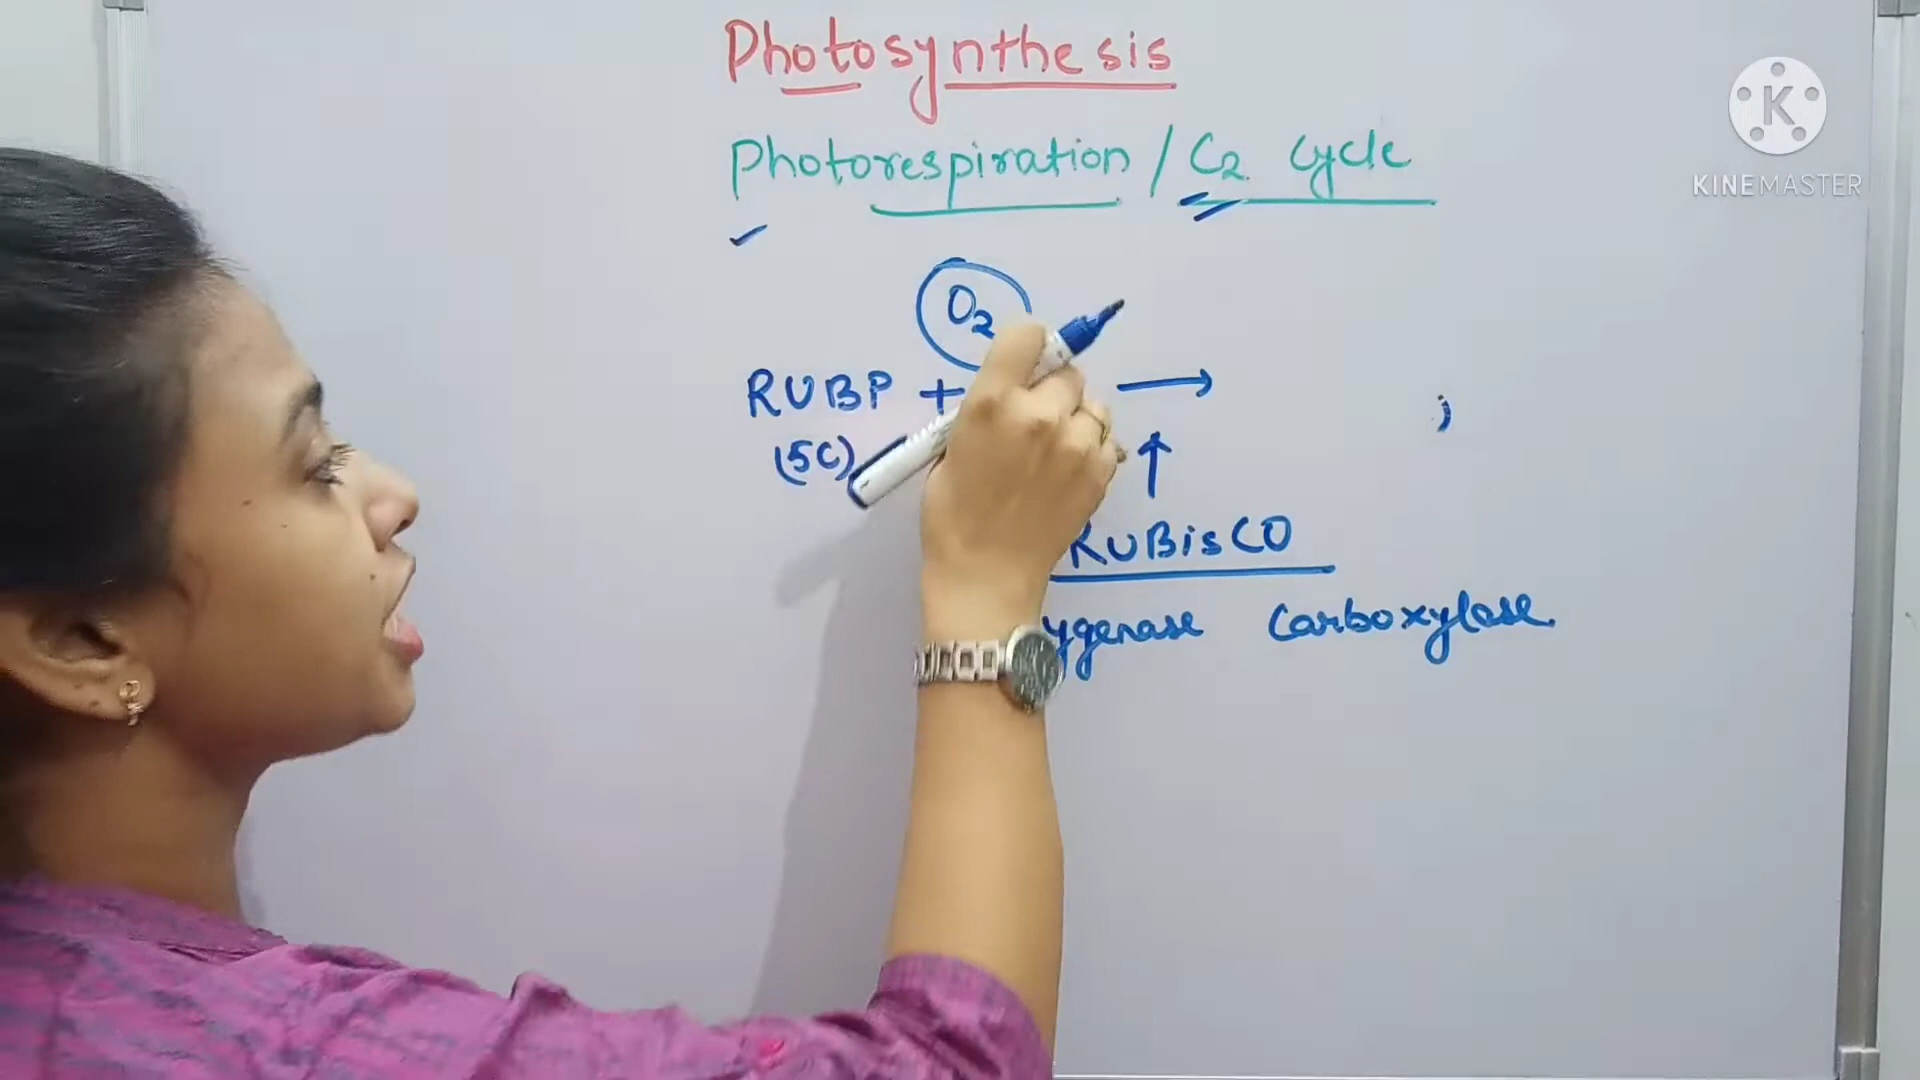 Photosynthesis
Photorespiration / C2 Cycle
O2
RUBP + →
(5C) ↑
RUBisCO
Carboxylase
KINEMASTER